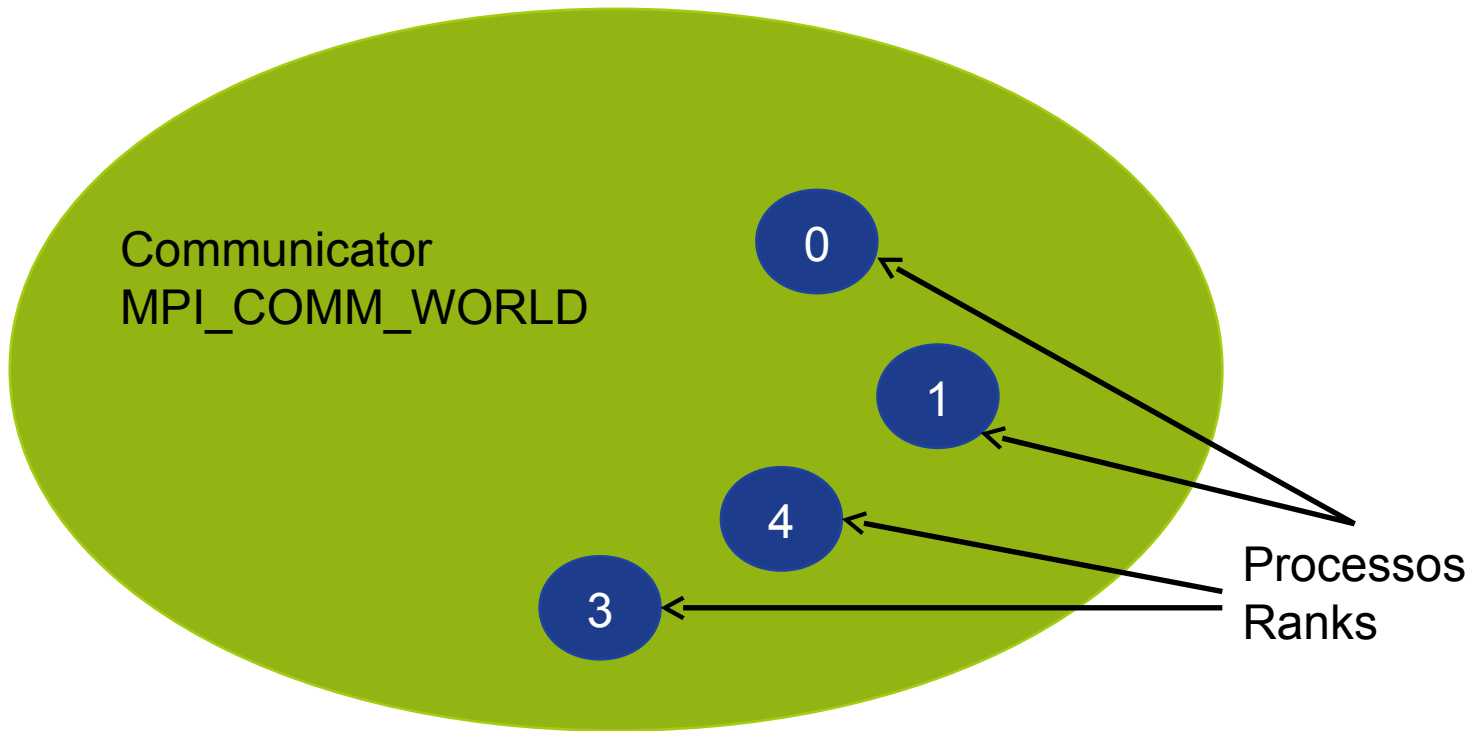 Communicator
MPI_COMM_WORLD
0
1
4
3
Processos
Ranks